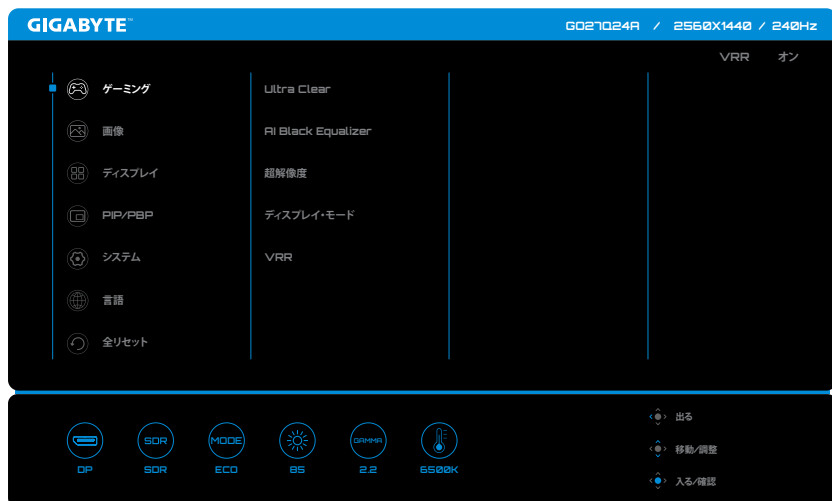 GIGABYTE™
GO27Q24A / 2560X1440 / 240Hz
VRR オン
ゲーミング
画像
ディスプレイ
PIP/PBP
システム
言語
全リセット
Ultra Clear
AI Black Equalizer
超解像度
ディスプレイ・モード
VRR
SDR
MODE
GAMMA
DP
SDR
ECO
85
2.2
6500K
出る
移動/調整
入る/確認